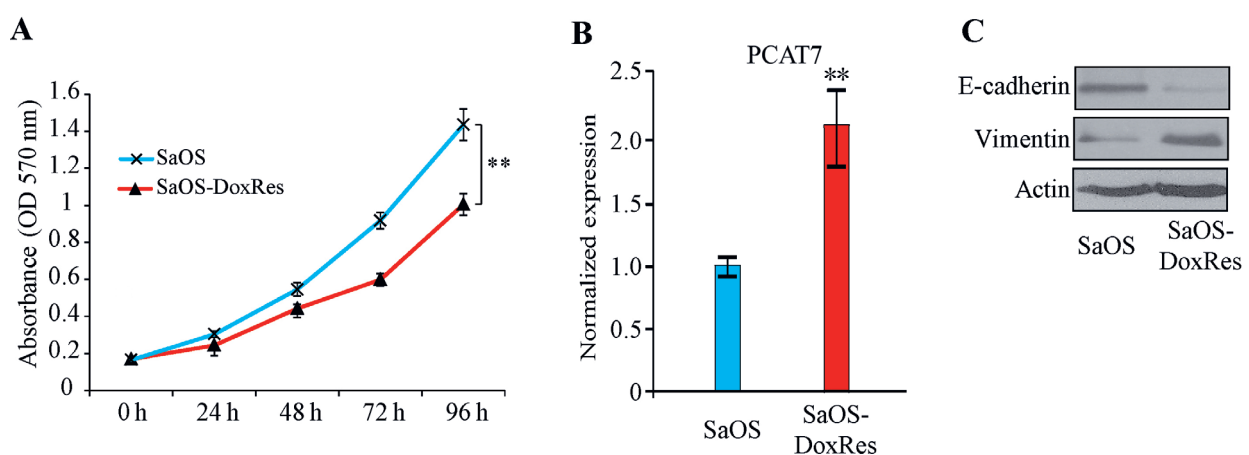 A
Absorbance (OD 570 nm)
1.6
1.4
1.2
1
0.8
0.6
0.4
0.2
0
SaOS
SaOS-DoxRes
**
0 h
24 h
48 h
72 h
96 h
B
PCAT7
Normalized expression
2.5
2.0
1.5
1.0
0.5
0
**
SaOS
SaOS-
DoxRes
C
E-cadherin
Vimentin
Actin
SaOS
SaOS-
DoxRes